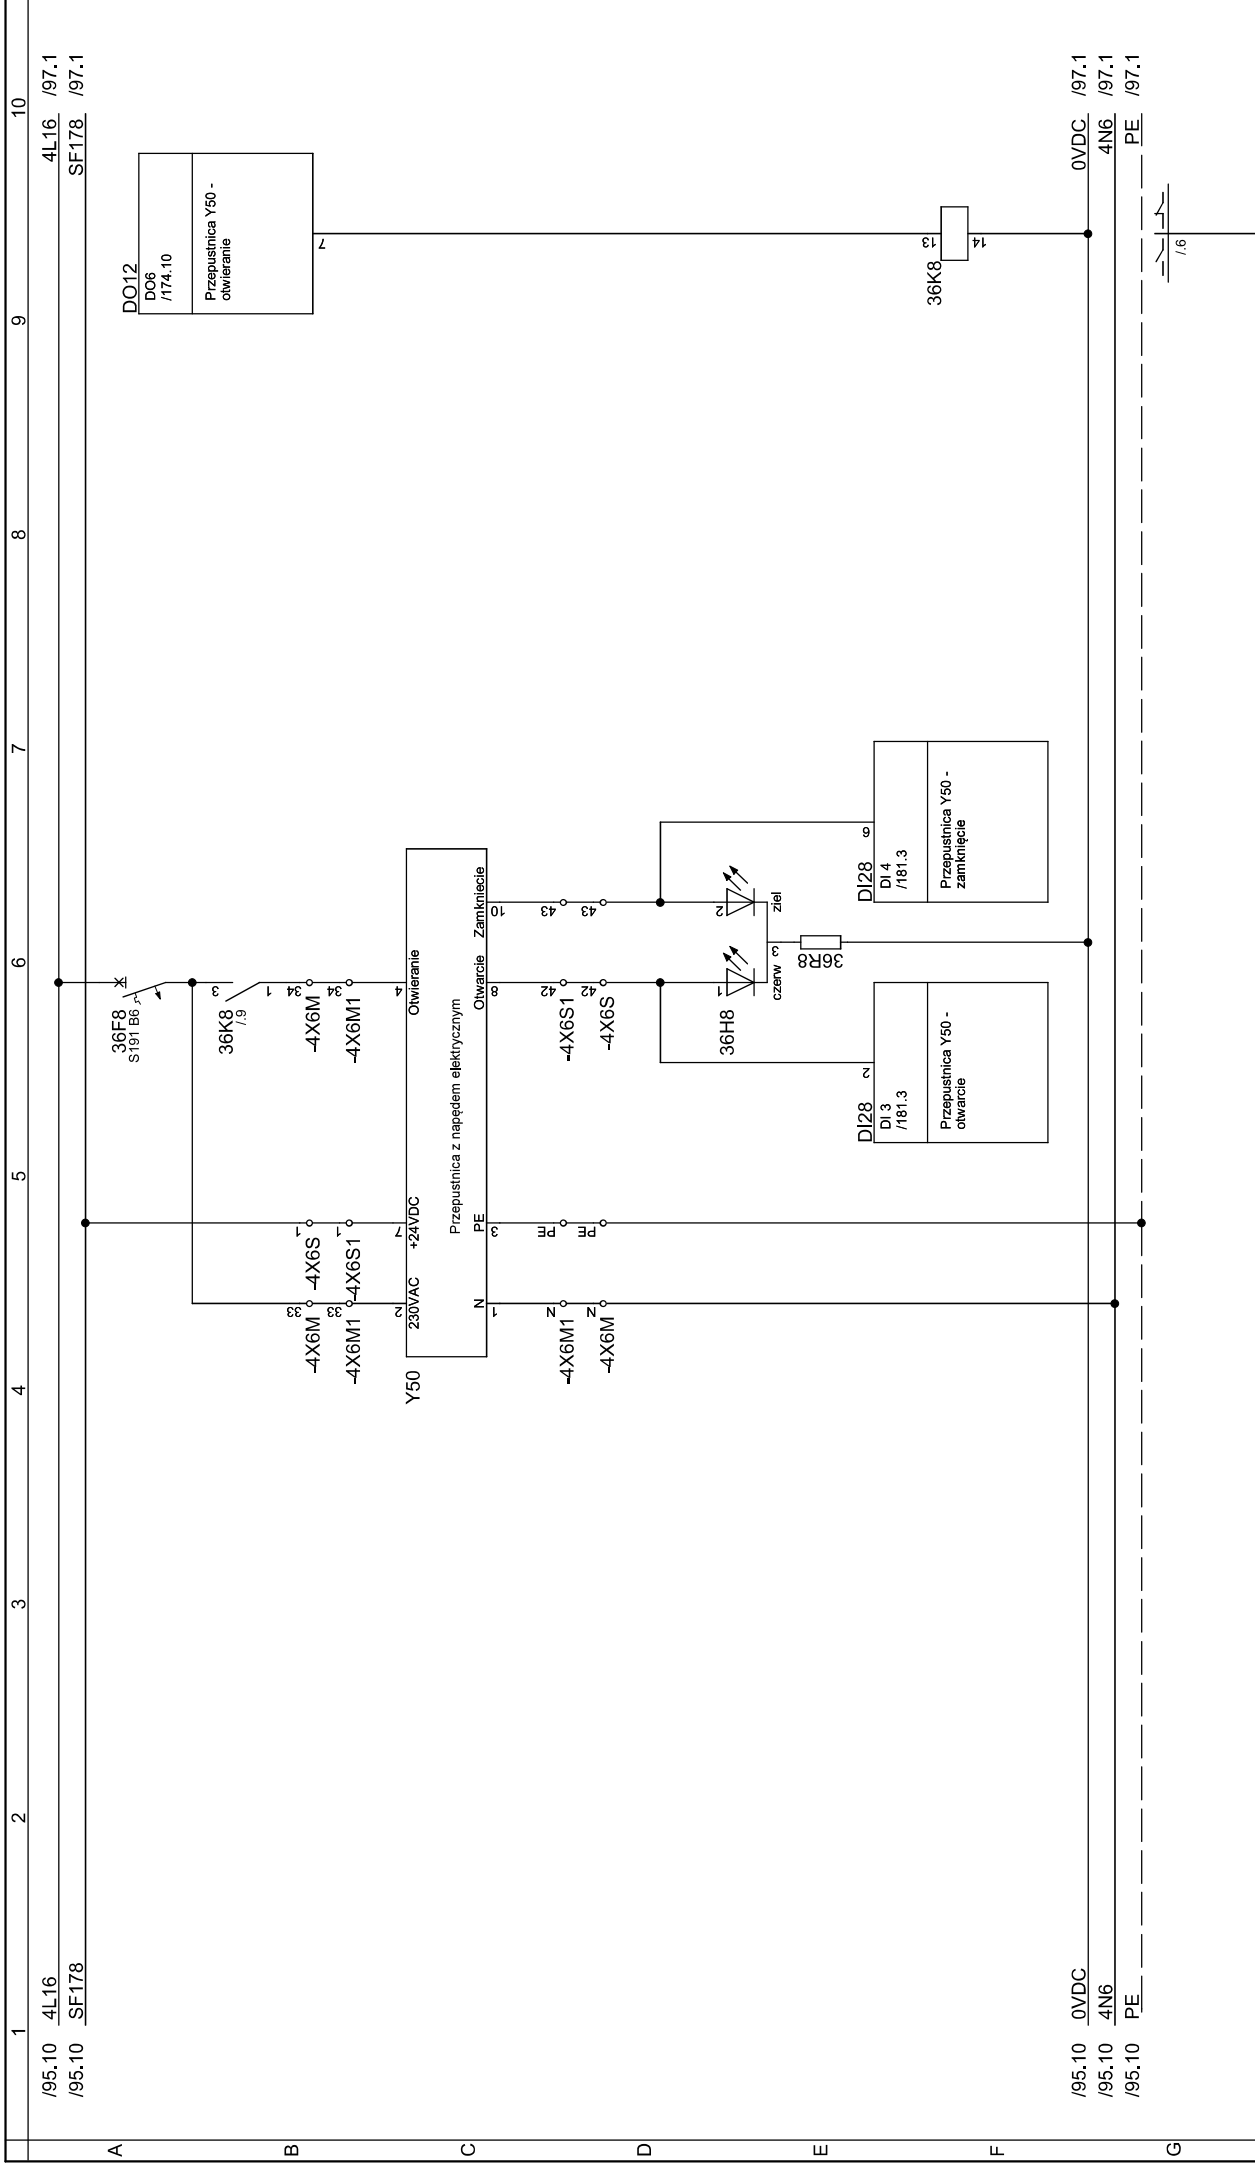 1 2 3 4 5 6 7 8 9 10
/95.10 4L16 4L16 /97.1
/95.10 SF178 SF178 /97.1
A
B
C
D
E
F
G
36F8
S191 B6
DO12
DO6
/174.10
Przepustnica Y50 -
otwieranie
7
3
36K8
/.9
1
33 1 34
-4X6M -4X6S -4X6M
33 1 34
-4X6M1 -4X6S1 -4X6M1
2 7 4
230VAC +24VDC Otwieranie
Y50
Przepustnica z napędem elektrycznym
N PE Otwarcie Zamkniecie
1 3 8 10
N PE 42 43
-4X6M1 -4X6S1
N PE 42 43
-4X6M -4X6S
1 2
36H8
czerw 3 ziel
36R8
2 6
DI28
DI 3
/181.3
Przepustnica Y50 -
otwarcie
DI28
DI 4
/181.3
Przepustnica Y50 -
zamknięcie
13
36K8
14
/95.10 0VDC 0VDC /97.1
/95.10 4N6 4N6 /97.1
/95.10 PE PE /97.1
/.6